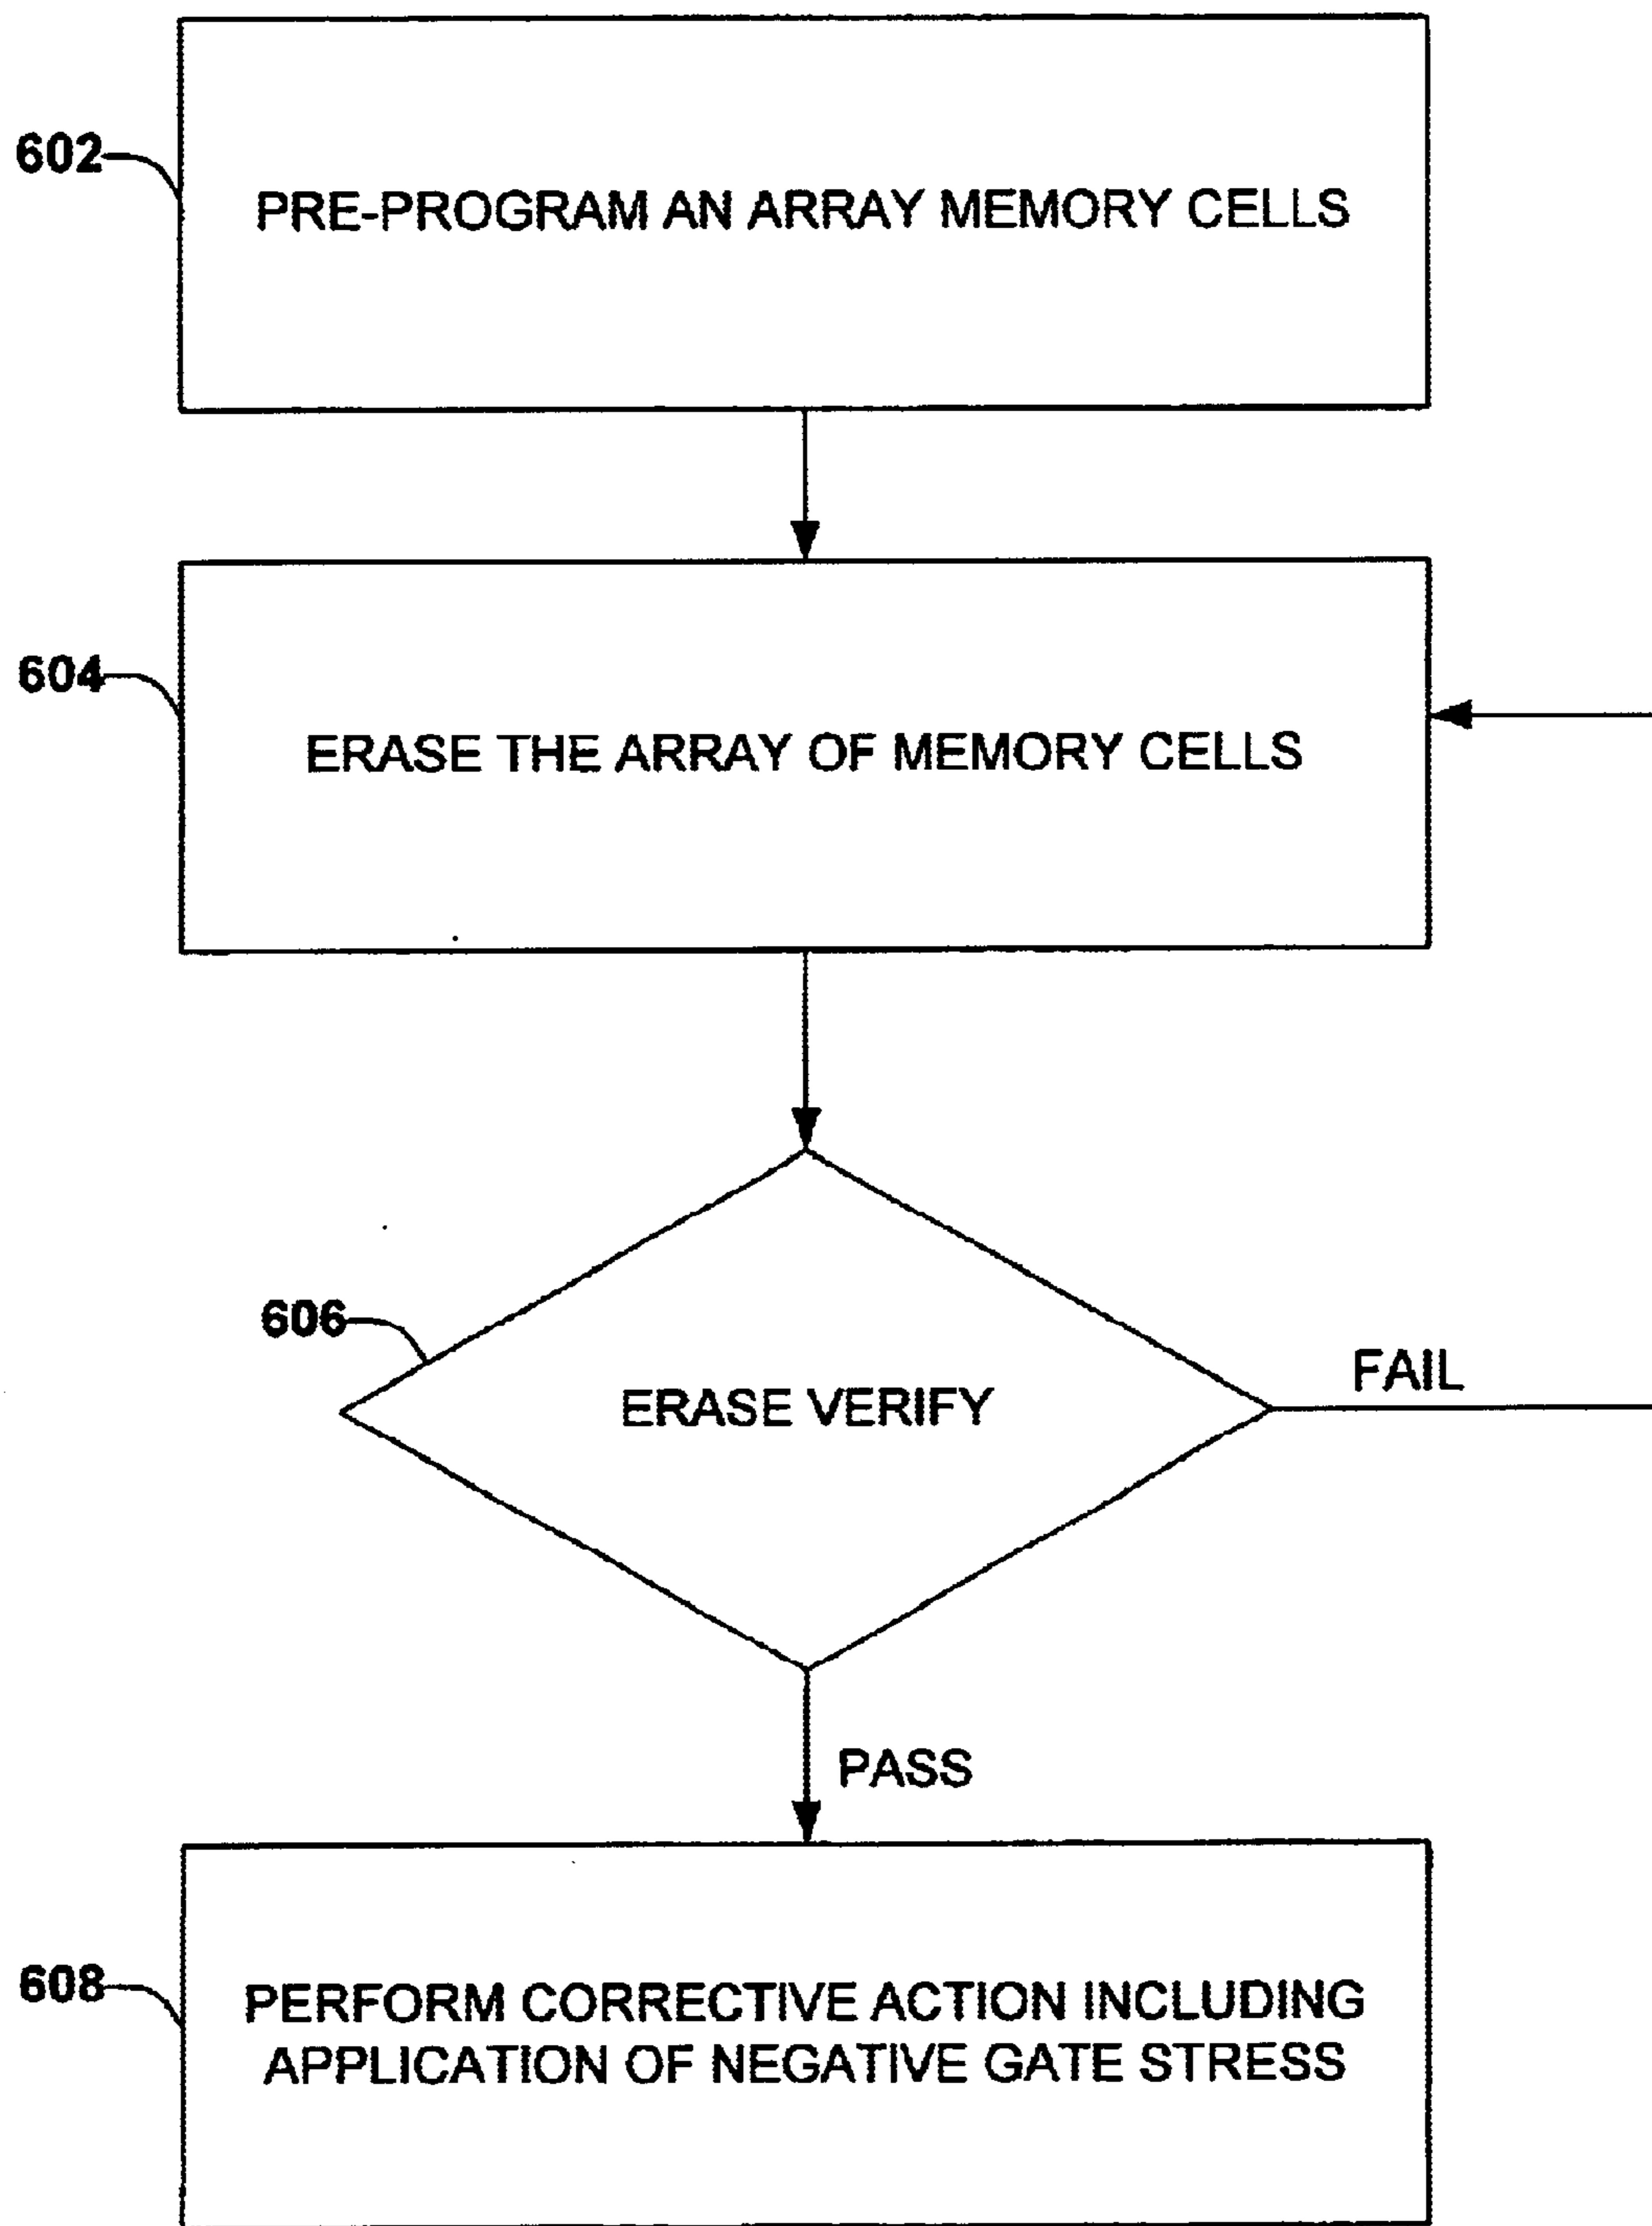 602
PRE-PROGRAM AN ARRAY MEMORY CELLS
604
ERASE THE ARRAY OF MEMORY CELLS
606
ERASE VERIFY
FAIL
PASS
608
PERFORM CORRECTIVE ACTION INCLUDING
APPLICATION OF NEGATIVE GATE STRESS